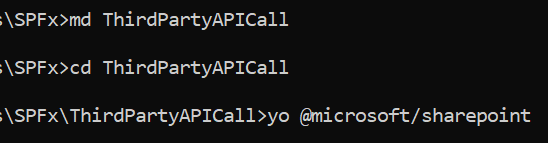 s\SPFx>md ThirdPartyAPICall
s\SPFx>cd ThirdPartyAPICall
s\SPFx\ThirdPartyAPICall>yo @microsoft/sharepoint